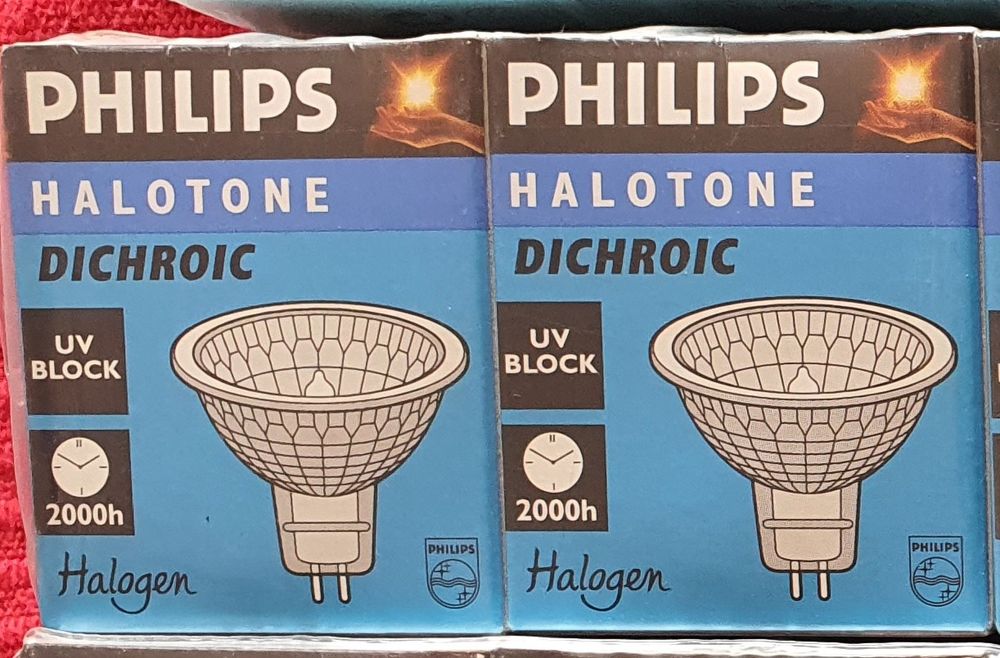 PHILIPS
HALOTONE
DICHROIC
UV
BLOCK
2000h
Halogen
PHILIPS
PHILIPS
HALOTONE
DICHROIC
UV
BLOCK
2000h
Halogen
PHILIPS